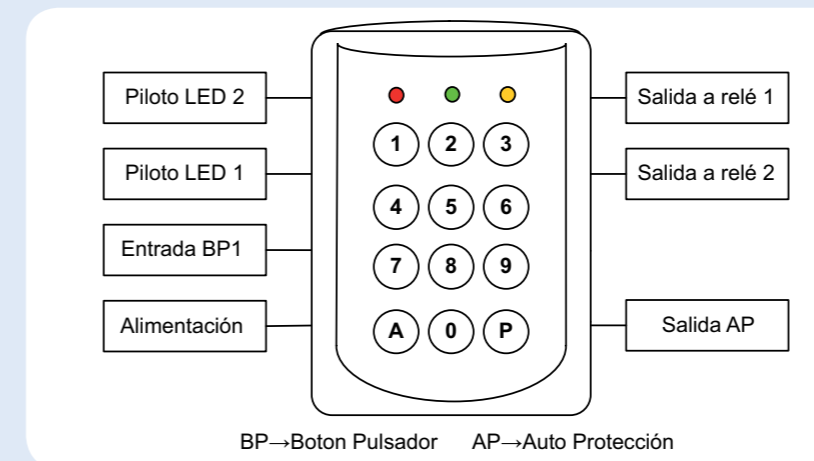 Piloto LED 2
Salida a relé 1
1 2 3
Piloto LED 1
Salida a relé 2
4 5 6
Entrada BP1
7 8 9
Alimentación
A 0 P
Salida AP
BP→Boton Pulsador AP→Auto Protección